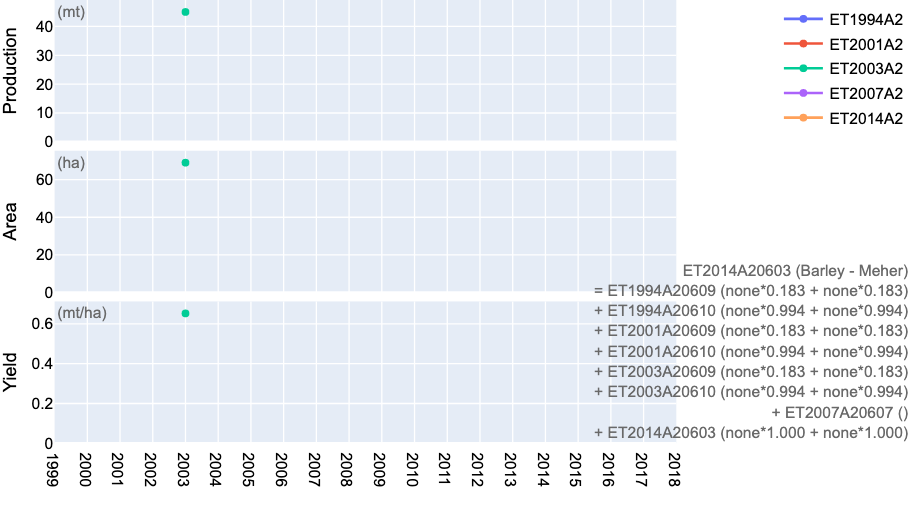 (mt)
Production
40
30
20
10
0
ET1994A2
ET2001A2
ET2003A2
ET2007A2
ET2014A2
(ha)
Area
60
40
20
0
(mt/ha)
Yield
0.6
0.4
0.2
0
1999
2000
2001
2002
2003
2004
2005
2006
2007
2008
2009
2010
2011
2012
2013
2014
2015
2016
2017
2018
ET2014A20603 (Barley - Meher)
= ET1994A20609 (none*0.183 + none*0.183)
+ ET1994A20610 (none*0.994 + none*0.994)
+ ET2001A20609 (none*0.183 + none*0.183)
+ ET2001A20610 (none*0.994 + none*0.994)
+ ET2003A20609 (none*0.183 + none*0.183)
+ ET2003A20610 (none*0.994 + none*0.994)
+ ET2007A20607 ()
+ ET2014A20603 (none*1.000 + none*1.000)